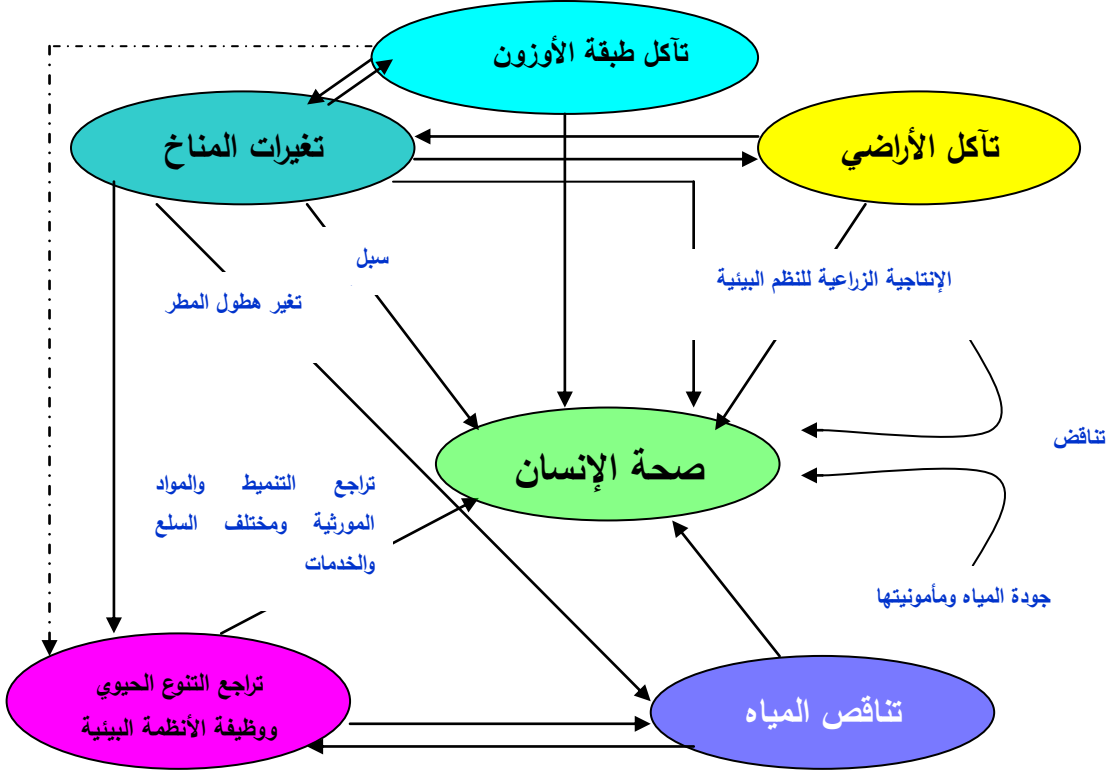 تآكل طبقة الأوزون
تآكل الأراضي
تغيرات المناخ
سبل
الإنتاجية الزراعية للنظم البيئية
تغير هطول المطر
تناقض
صحة الإنسان
تراجع التنميط والمواد
المورثية ومختلف السلع
والخدمات
جودة المياه ومأمونيتها
تراجع التنوع الحيوي
ووظيفة الأنظمة البيئية
تناقص المياه